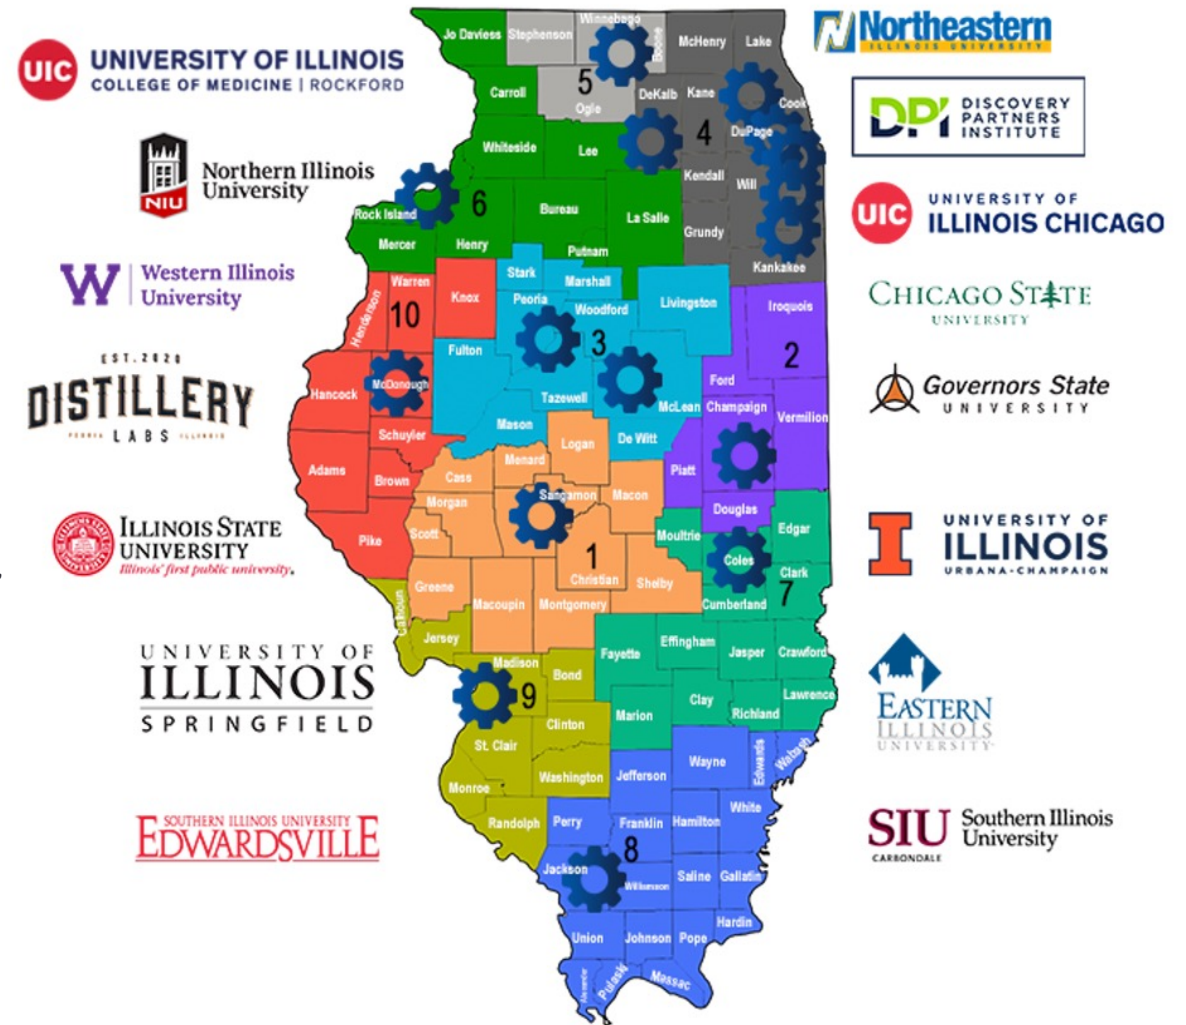 UIC
UNIVERSITY OF ILLINOIS
COLLEGE OF MEDICINE | ROCKFORD
NIU
Northern Illinois
University
W
Western Illinois
University
EST.2020
DISTILLERY
PEORIA LABS ILLINOIS
ILLINOIS STATE
UNIVERSITY
Illinois' first public university.
UNIVERSITY OF
ILLINOIS
SPRINGFIELD
SOUTHERN ILLINOIS UNIVERSITY
EDWARDSVILLE
Jo Daviess
Stephenson
Winnebago
Boone
McHenry
Lake
Carroll
5
Ogle
DeKalb
Kane
Cook
Whiteside
Lee
4
DuPage
Kendall
Will
Rock Island
6
Bureau
La Salle
Grundy
Mercer
Henry
Putnam
Kankakee
Stark
Marshall
Warren
Knox
Peoria
Woodford
Livingston
Iroquois
Henderson
10
3
2
Fulton
Hancock
McDonough
Tazewell
McLean
Ford
Champaign
Vermilion
Mason
Schuyler
Logan
De Witt
Adams
Brown
Cass
Menard
Piatt
Morgan
Sangamon
Macon
Douglas
Pike
Scott
Moultrie
Edgar
1
Christian
Coles
Clark
Greene
Shelby
7
Calhoun
Macoupin
Montgomery
Cumberland
Jersey
Fayette
Effingham
Jasper
Crawford
Madison
Bond
9
Clay
Lawrence
Clinton
Marion
Richland
St. Clair
Wayne
Edwards
Wabash
Monroe
Washington
Jefferson
Randolph
Perry
Franklin
Hamilton
White
8
Jackson
Williamson
Saline
Gallatin
Union
Johnson
Pope
Hardin
Alexander
Pulaski
Massac
N
Northeastern
ILLINOIS UNIVERSITY
DPI
DISCOVERY
PARTNERS
INSTITUTE
UIC
UNIVERSITY OF
ILLINOIS CHICAGO
CHICAGO STATE
UNIVERSITY
Governors State
UNIVERSITY
I
UNIVERSITY OF
ILLINOIS
URBANA-CHAMPAIGN
EASTERN
ILLINOIS
UNIVERSITY
SIU
CARBONDALE
Southern Illinois
University